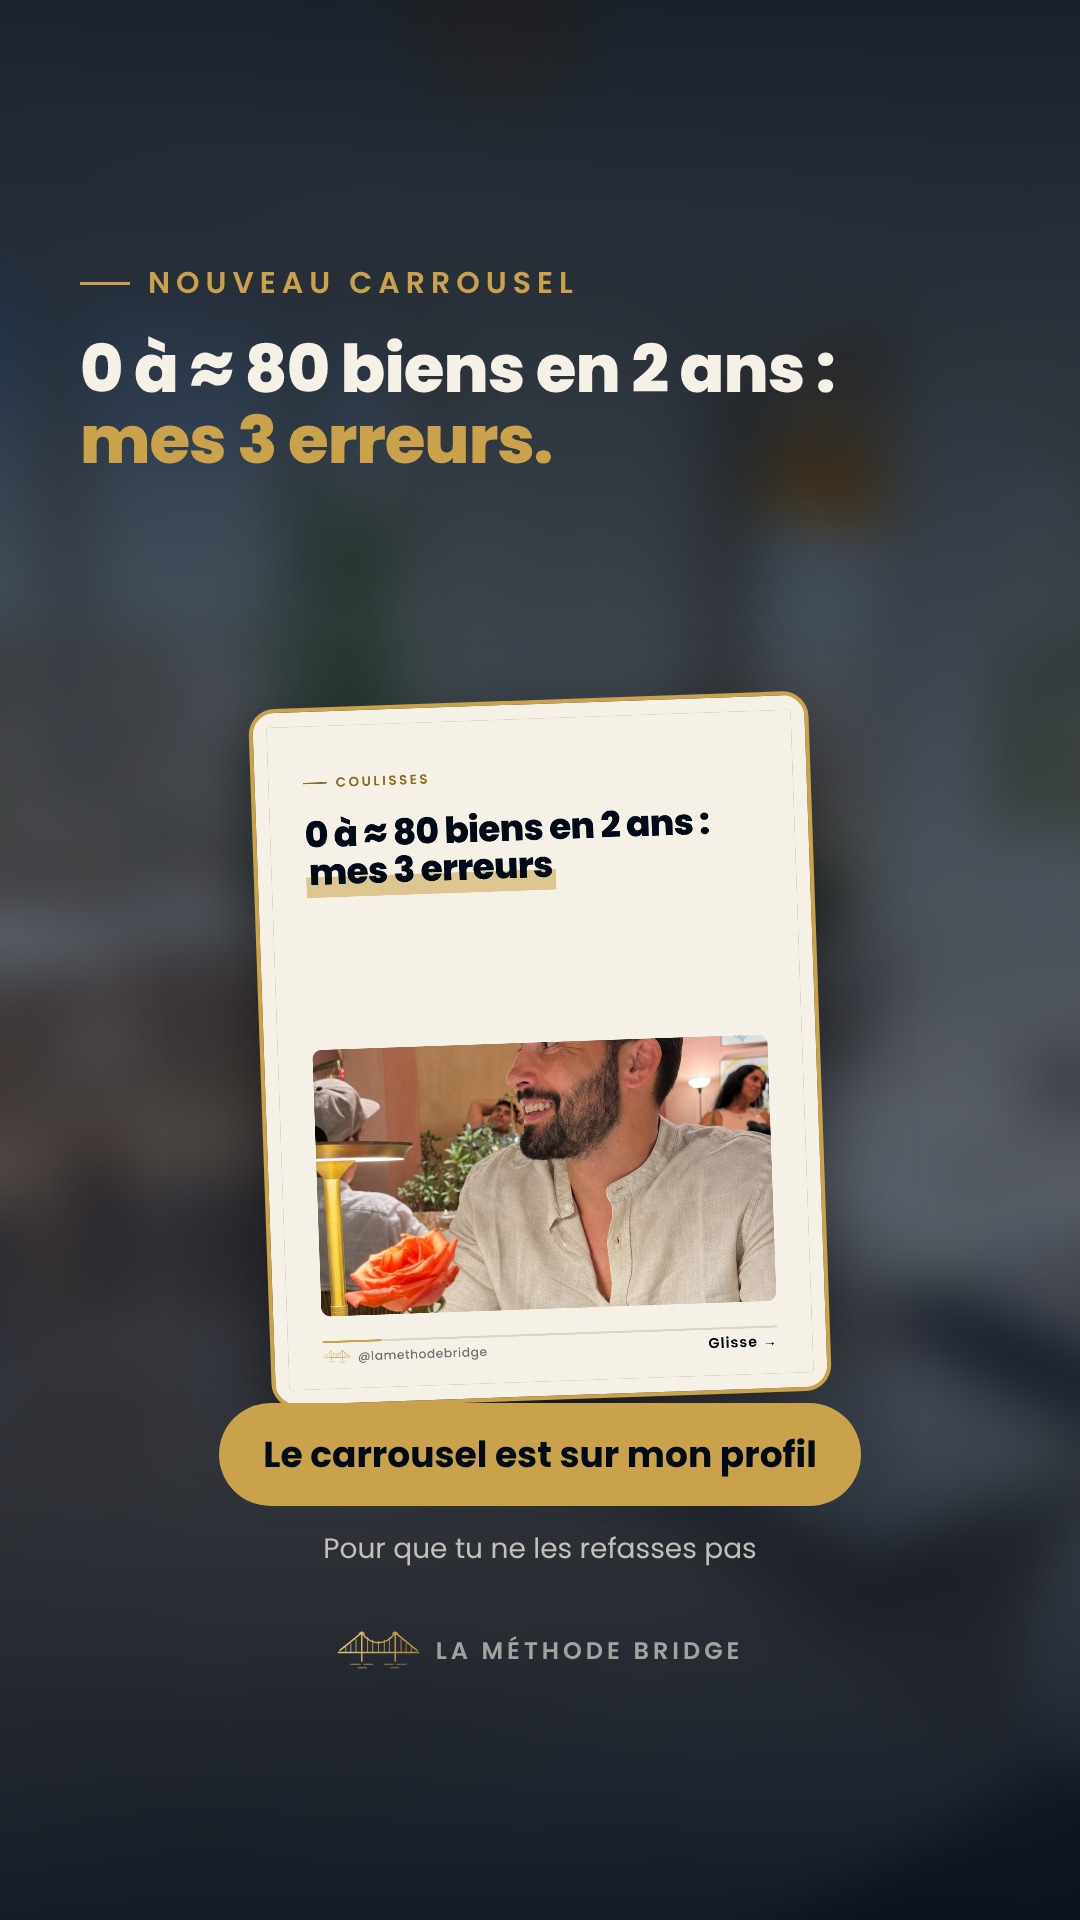 NOUVEAU CARROUSEL
0 à ≈ 80 biens en 2 ans :
mes 3 erreurs.
COULISSES
0 à ≈ 80 biens en 2 ans :
mes 3 erreurs
@lamethodebridge
Glisse →
Le carrousel est sur mon profil
Pour que tu ne les refasses pas
LA MÉTHODE BRIDGE